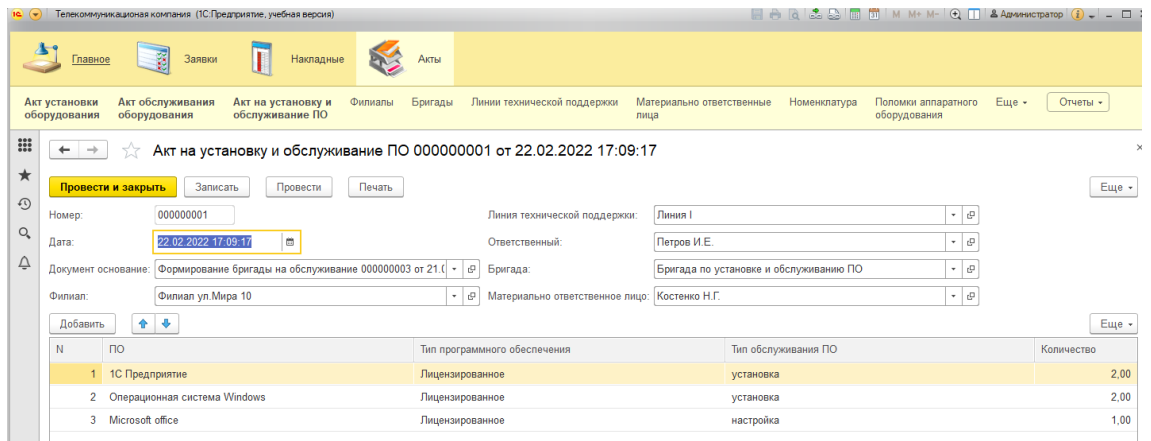 Телекоммуникационая компания (1С:Предприятие, учебная версия)
M M+ M- Администратор
Главное Заявки Накладные Акты
Акт установки оборудования Акт обслуживания оборудования Акт на установку и обслуживание ПО Филиалы Бригады Линии технической поддержки Материально ответственные лица Номенклатура Поломки аппаратного оборудования Еще Отчеты
Акт на установку и обслуживание ПО 000000001 от 22.02.2022 17:09:17
Провести и закрыть Записать Провести Печать Еще
Номер: 000000001 Линия технической поддержки: Линия I
Дата: 22.02.2022 17:09:17 Ответственный: Петров И.Е.
Документ основание: Формирование бригады на обслуживание 000000003 от 21.( Бригада: Бригада по установке и обслуживанию ПО
Филиал: Филиал ул.Мира 10 Материально ответственное лицо: Костенко Н.Г.
Добавить Еще
N ПО Тип программного обеспечения Тип обслуживания ПО Количество
1 1С Предприятие Лицензированное установка 2,00
2 Операционная система Windows Лицензированное установка 2,00
3 Microsoft office Лицензированное настройка 1,00